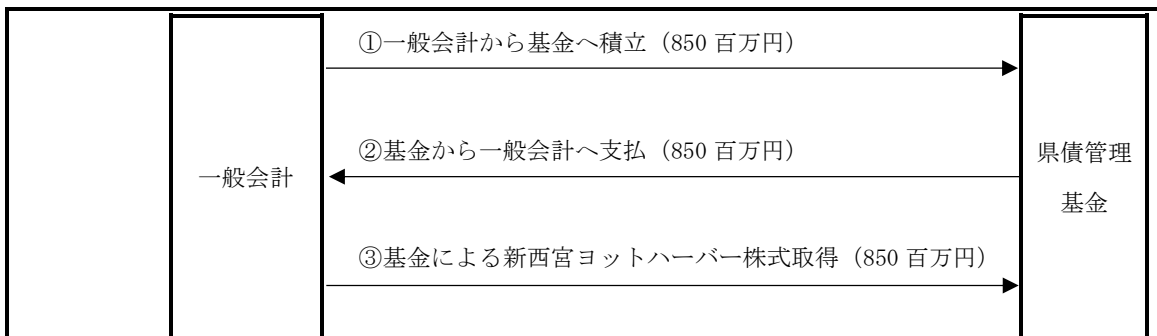 ①一般会計から基金へ積立（850 百万円）
②基金から一般会計へ支払（850 百万円）
一般会計
県債管理
基金
③基金による新西宮ヨットハーバー株式取得（850 百万円）